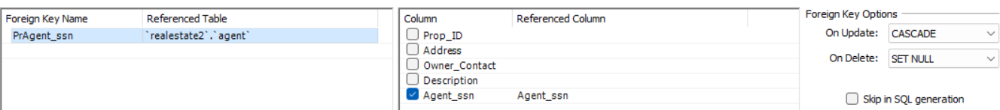 Foreign Key Name Referenced Table
PrAgent_ssn `realestate2`.`agent`
Column Referenced Column
Prop_ID
Address
Owner_Contact
Description
Agent_ssn Agent_ssn
Foreign Key Options
On Update: CASCADE
On Delete: SET NULL
Skip in SQL generation